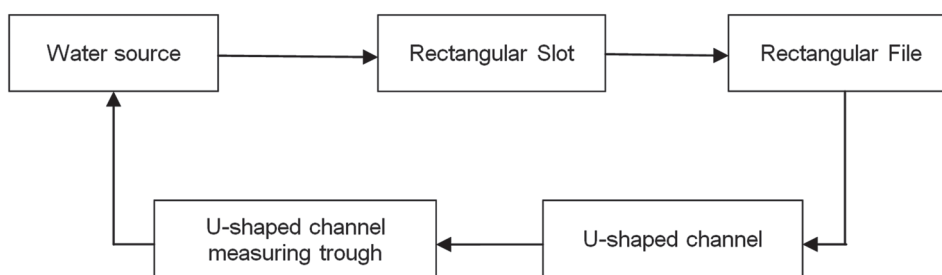 Water source
Rectangular Slot
Rectangular File
U-shaped channel
measuring trough
U-shaped channel